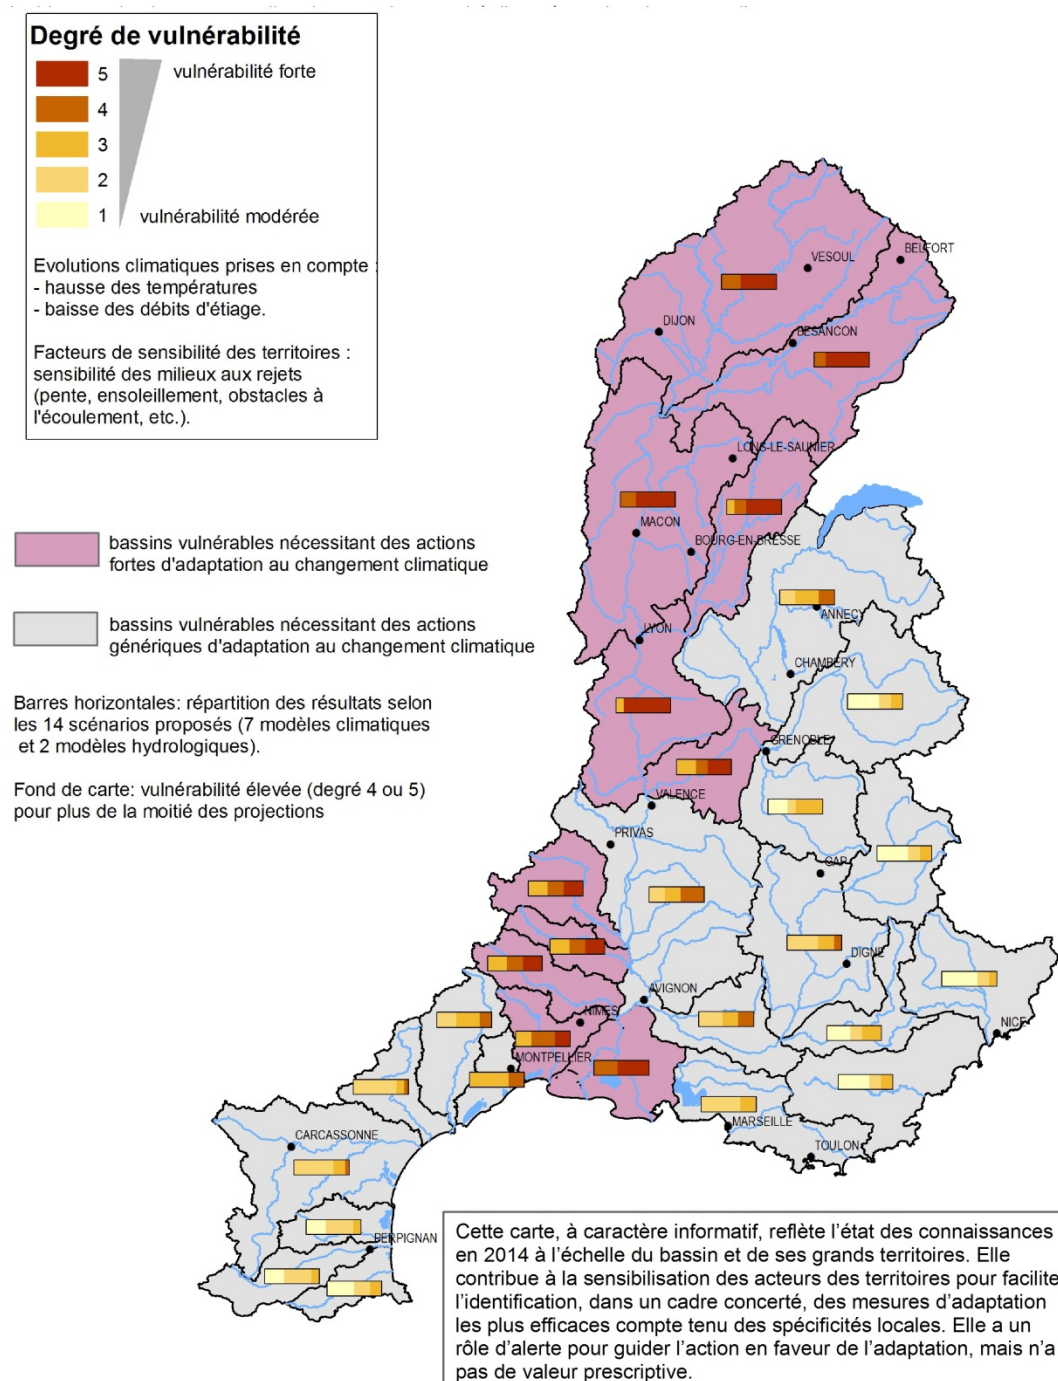 Degré de vulnérabilité
5
vulnérabilité forte
4
3
2
1
vulnérabilité modérée
Evolutions climatiques prises en compte :
- hausse des températures
- baisse des débits d'étiage.
Facteurs de sensibilité des territoires :
sensibilité des milieux aux rejets
(pente, ensoleillement, obstacles à
l'écoulement, etc.).
bassins vulnérables nécessitant des actions
fortes d'adaptation au changement climatique
bassins vulnérables nécessitant des actions
génériques d'adaptation au changement climatique
Barres horizontales: répartition des résultats selon
les 14 scénarios proposés (7 modèles climatiques
et 2 modèles hydrologiques).
Fond de carte: vulnérabilité élevée (degré 4 ou 5)
pour plus de la moitié des projections
BELFORT
VESOUL
DIJON
BESANCON
LONS-LE-SAUNIER
MACON
BOURG-EN-BRESSE
ANNECY
LYON
CHAMBERY
GRENOBLE
VALENCE
PRIVAS
GAP
DIGNE
AVIGNON
NIMES
NICE
MONTPELLIER
MARSEILLE
TOULON
CARCASSONNE
PERPIGNAN
Cette carte, à caractère informatif, reflète l'état des connaissances
en 2014 à l'échelle du bassin et de ses grands territoires. Elle
contribue à la sensibilisation des acteurs des territoires pour facilite
l'identification, dans un cadre concerté, des mesures d'adaptation
les plus efficaces compte tenu des spécificités locales. Elle a un
rôle d'alerte pour guider l'action en faveur de l'adaptation, mais n'a
pas de valeur prescriptive.